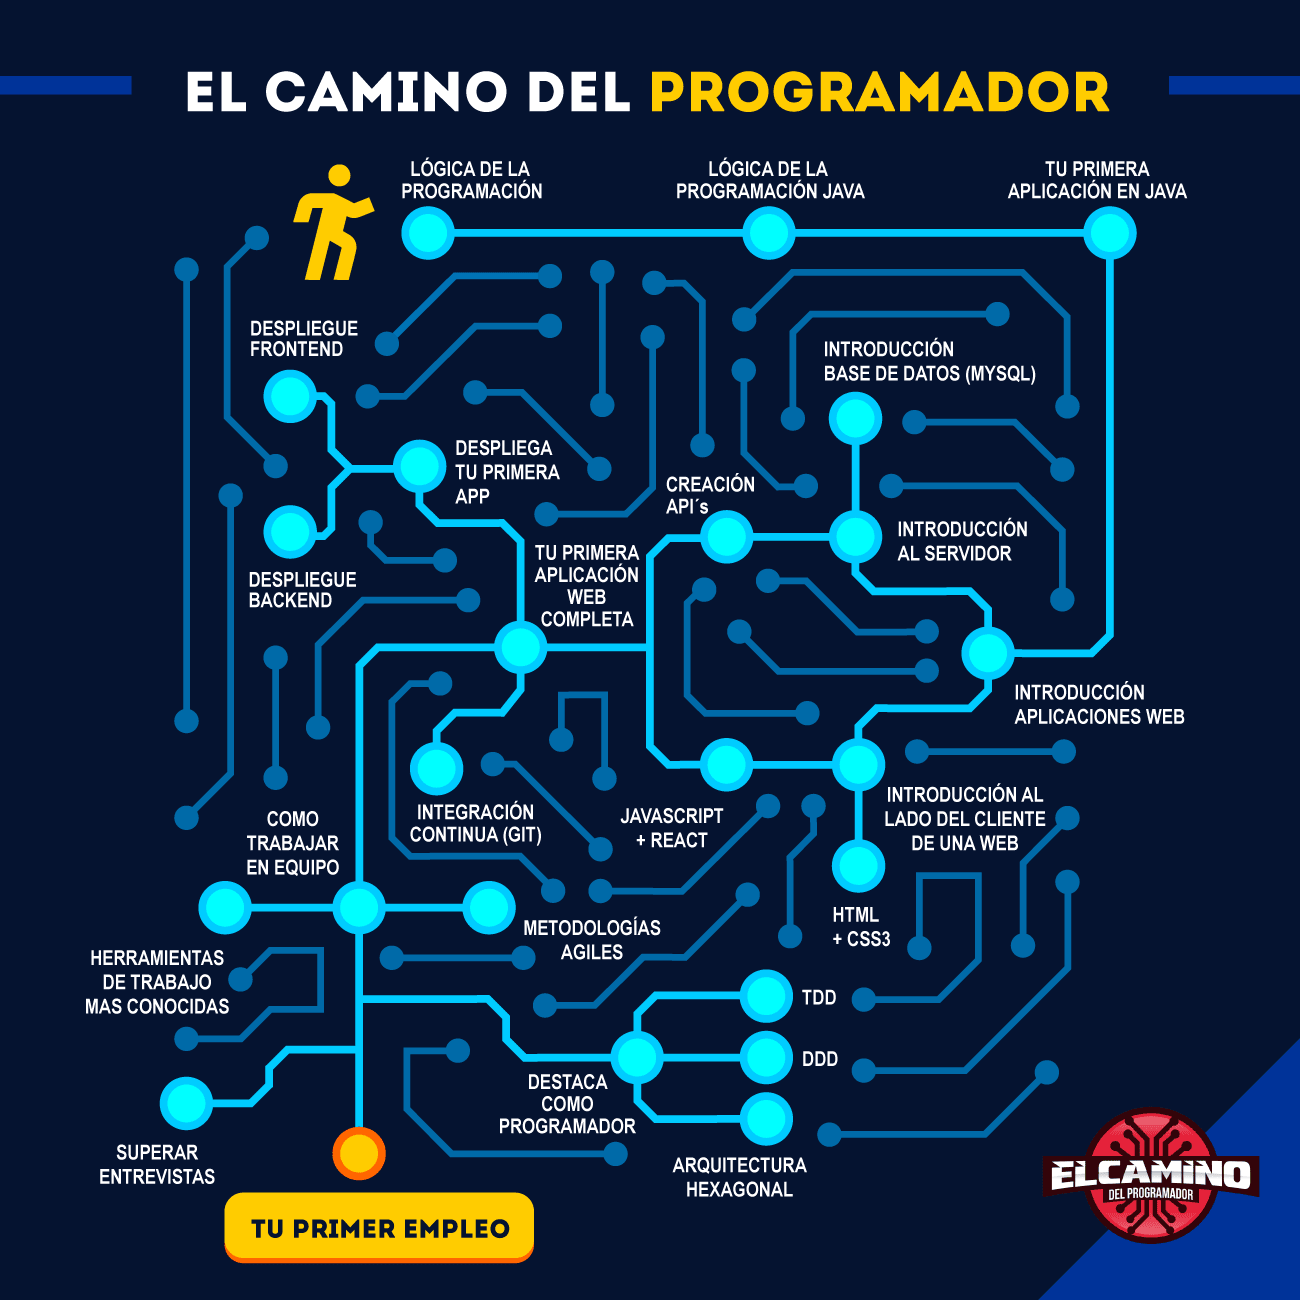 EL CAMINO DEL PROGRAMADOR
LÓGICA DE LA
PROGRAMACIÓN
LÓGICA DE LA
PROGRAMACIÓN JAVA
TU PRIMERA
APLICACIÓN EN JAVA
DESPLIEGUE
FRONTEND
INTRODUCCIÓN
BASE DE DATOS (MYSQL)
DESPLIEGA
TU PRIMERA
APP
CREACIÓN
API´s
INTRODUCCIÓN
AL SERVIDOR
TU PRIMERA
APLICACIÓN
WEB
COMPLETA
DESPLIEGUE
BACKEND
INTRODUCCIÓN
APLICACIONES WEB
INTEGRACIÓN
CONTINUA (GIT)
JAVASCRIPT
+ REACT
INTRODUCCIÓN AL
LADO DEL CLIENTE
DE UNA WEB
COMO
TRABAJAR
EN EQUIPO
HTML
+ CSS3
METODOLOGÍAS
AGILES
HERRAMIENTAS
DE TRABAJO
MAS CONOCIDAS
TDD
DDD
DESTACA
COMO
PROGRAMADOR
SUPERAR
ENTREVISTAS
ARQUITECTURA
HEXAGONAL
TU PRIMER EMPLEO
EL CAMINO
DEL PROGRAMADOR